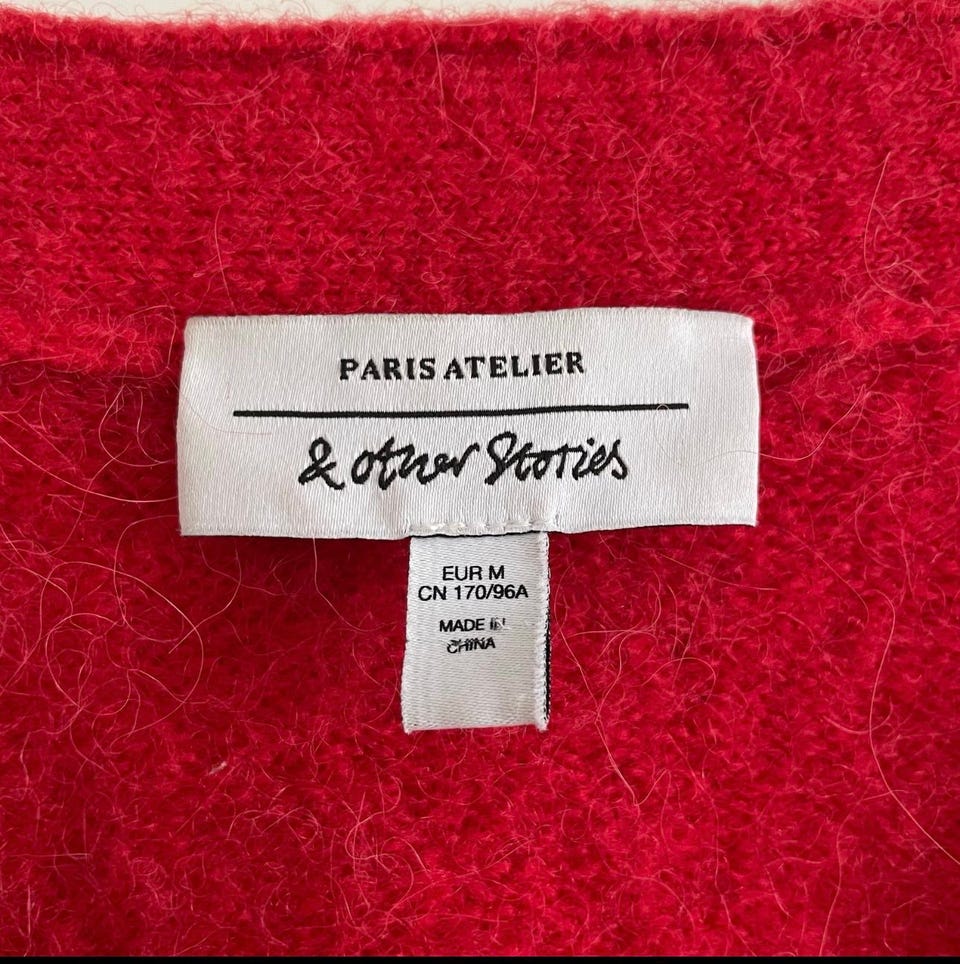 PARIS ATELIER
& other Stories
EUR M
CN 170/96A
MADE IN
CHINA